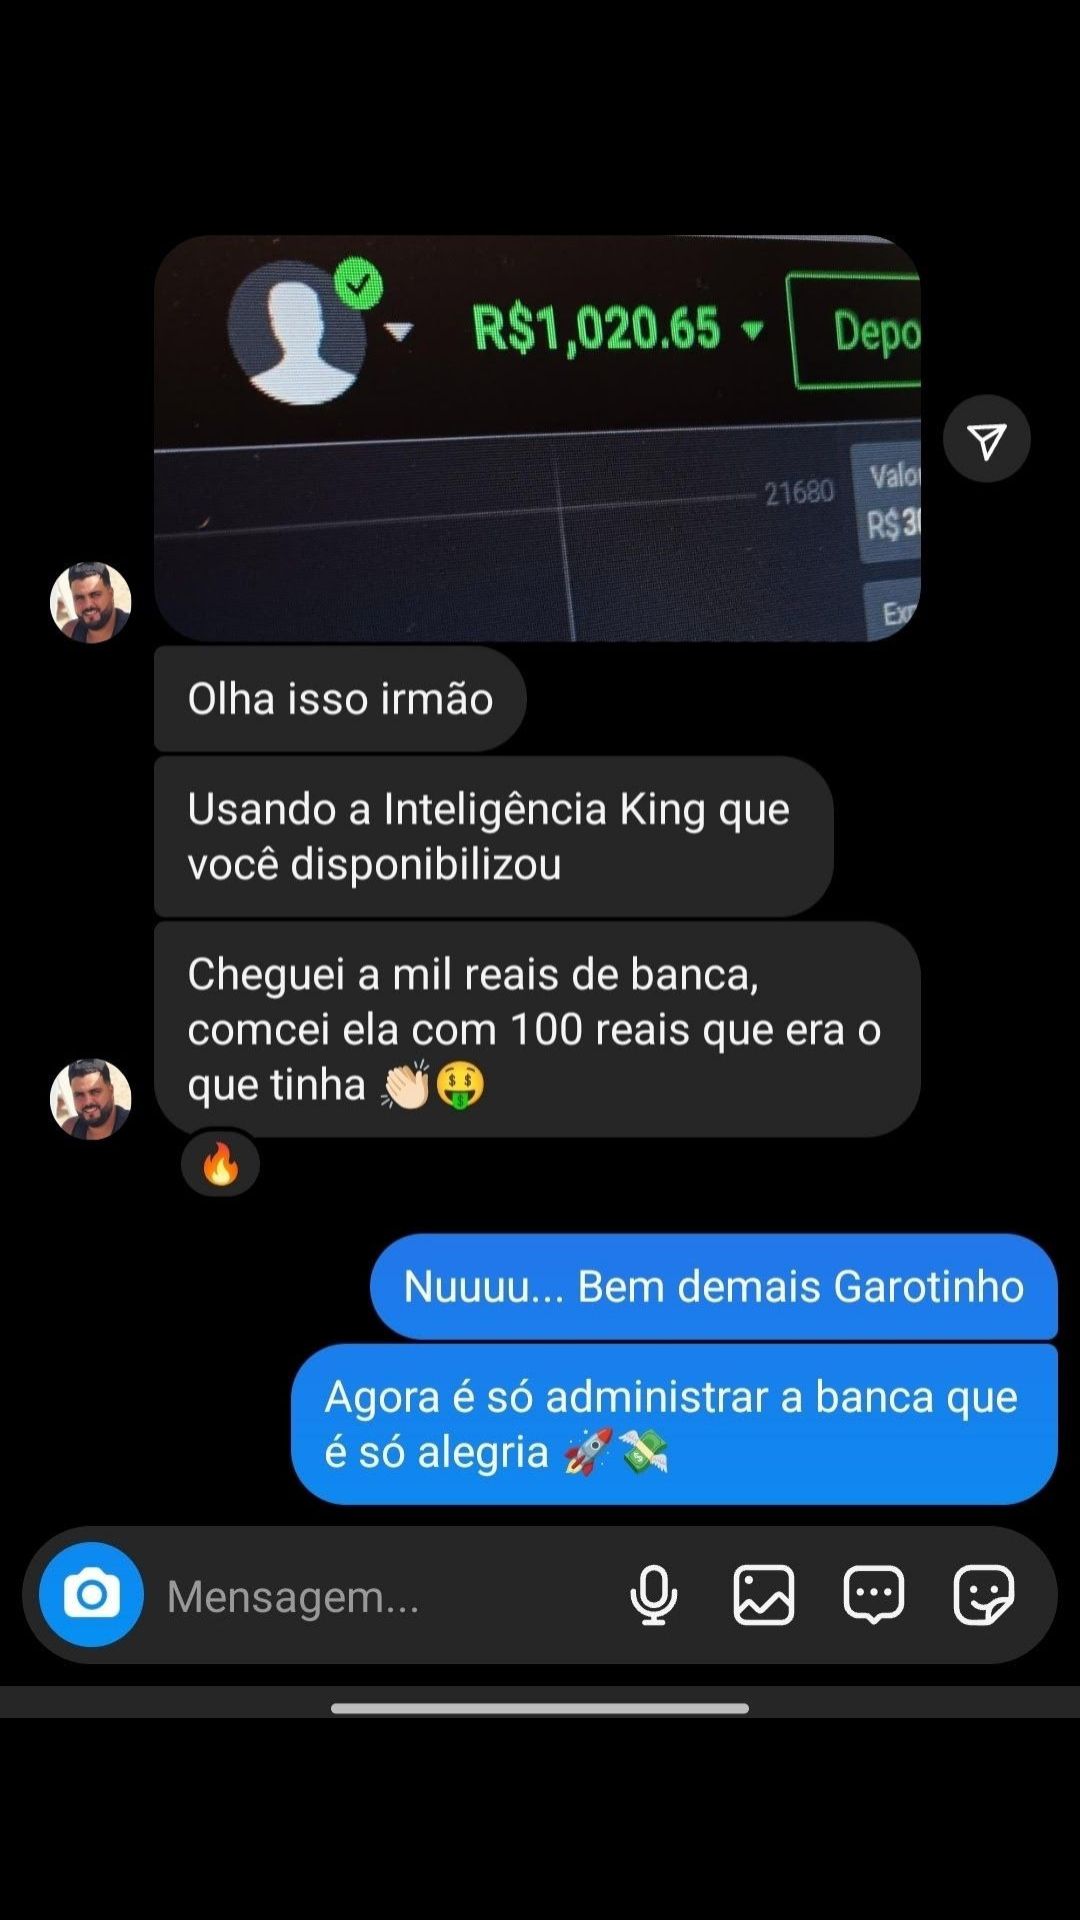 R$1,020.65
Depo
21680
Valo
R$30
Exp
Olha isso irmão
Usando a Inteligência King que
você disponibilizou
Cheguei a mil reais de banca,
comcei ela com 100 reais que era o
que tinha 👏🏻🤑
🔥
Nuuuu... Bem demais Garotinho
Agora é só administrar a banca que
é só alegria 🚀💸
Mensagem...